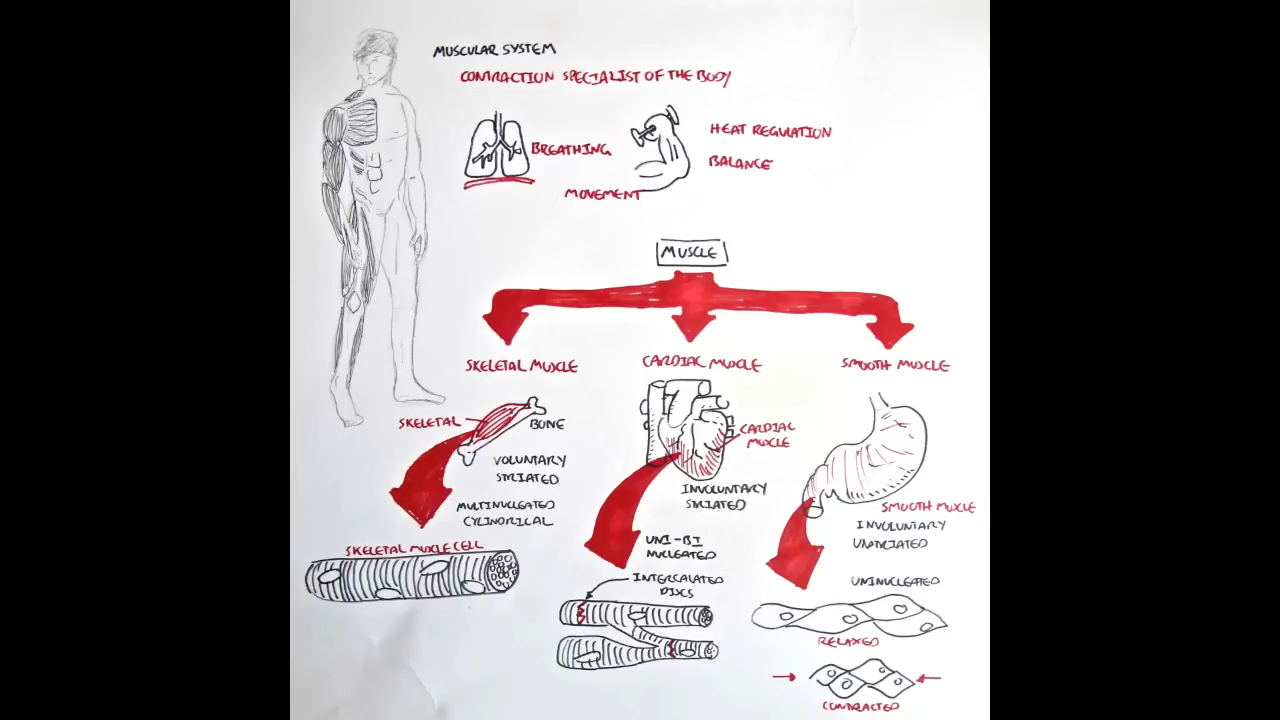 MUSCULAR SYSTEM
CONTRACTION SPECIALIST OF THE BODY
BREATHING
MOVEMENT
HEAT REGULATION
BALANCE
MUSCLE
SKELETAL MUSCLE
CARDIAL MUSCLE
SMOOTH MUSCLE
SKELETAL
BONE
VOLUNTARY
STRIATED
MULTINUCLEATED
CYLINDRICAL
SKELETAL MUSCLE CELL
CARDIAL
MUSCLE
INVOLUNTARY
STRIATED
UNI-BI
NUCLEATED
INTERCALATED
DISCS
SMOOTH MUSCLE
INVOLUNTARY
UNSTRIATED
UNINUCLEATED
RELAXED
CONTRACTED